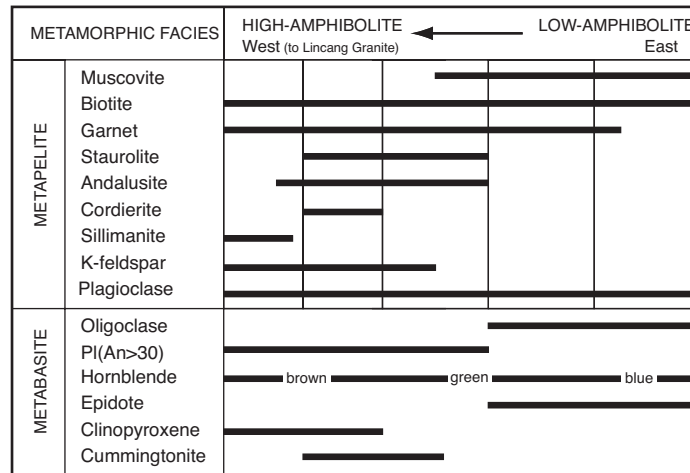 METAMORPHIC FACIES
HIGH-AMPHIBOLITE
LOW-AMPHIBOLITE
West (to Lincang Granite)
East
METAPELITE
Muscovite
Biotite
Garnet
Staurolite
Andalusite
Cordierite
Sillimanite
K-feldspar
Plagioclase
METABASITE
Oligoclase
Pl(An>30)
Hornblende brown green blue
Epidote
Clinopyroxene
Cummingtonite